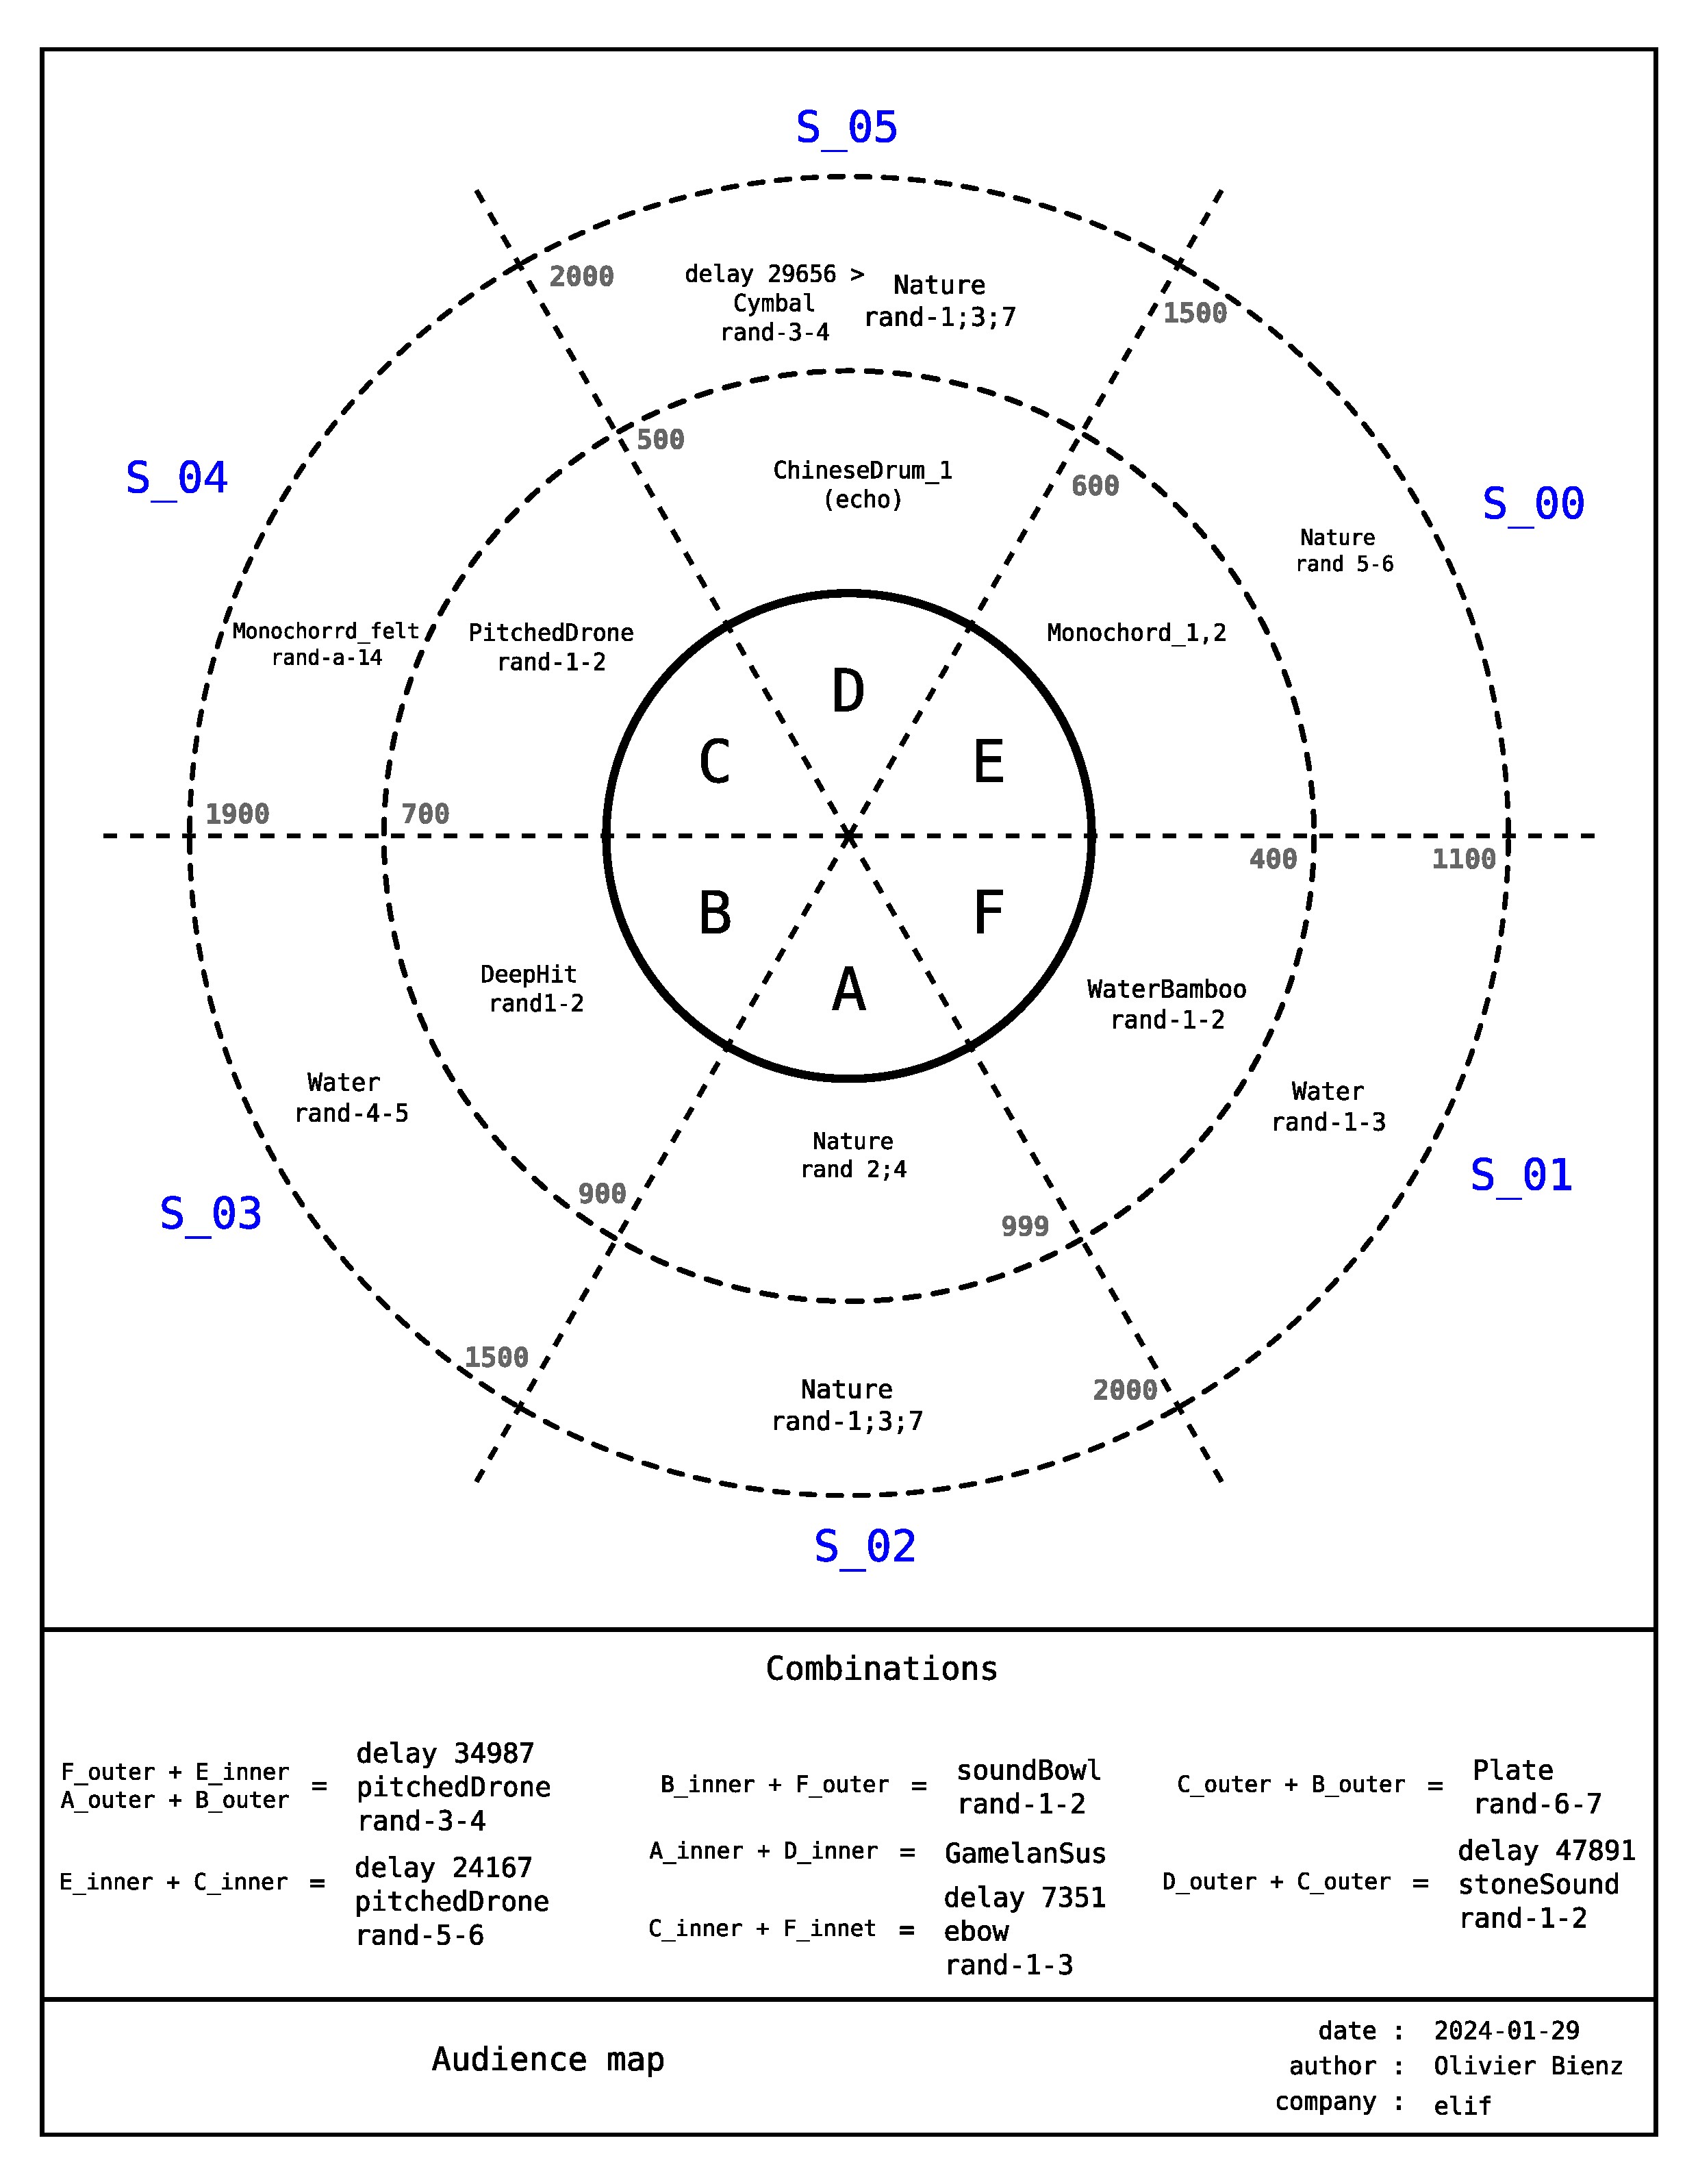 S_05
2000
delay 29656 >
Cymbal
rand-3-4
Nature
rand-1;3;7
1500
500
ChineseDrum_1
(echo)
600
S_04
S_00
Nature
rand 5-6
Monochorrd_felt
rand-a-14
PitchedDrone
rand-1-2
Monochord_1,2
D
C
E
1900
700
400
1100
B
F
A
DeepHit
rand1-2
WaterBamboo
rand-1-2
Water
rand-4-5
Water
rand-1-3
Nature
rand 2;4
S_03
S_01
900
999
1500
2000
Nature
rand-1;3;7
S_02
Combinations
F_outer + E_inner
A_outer + B_outer
=
delay 34987
pitchedDrone
rand-3-4
E_inner + C_inner =
delay 24167
pitchedDrone
rand-5-6
B_inner + F_outer =
soundBowl
rand-1-2
A_inner + D_inner = GamelanSus
C_inner + F_innet =
delay 7351
ebow
rand-1-3
C_outer + B_outer =
Plate
rand-6-7
D_outer + C_outer =
delay 47891
stoneSound
rand-1-2
Audience map
date : 2024-01-29
author : Olivier Bienz
company : elif